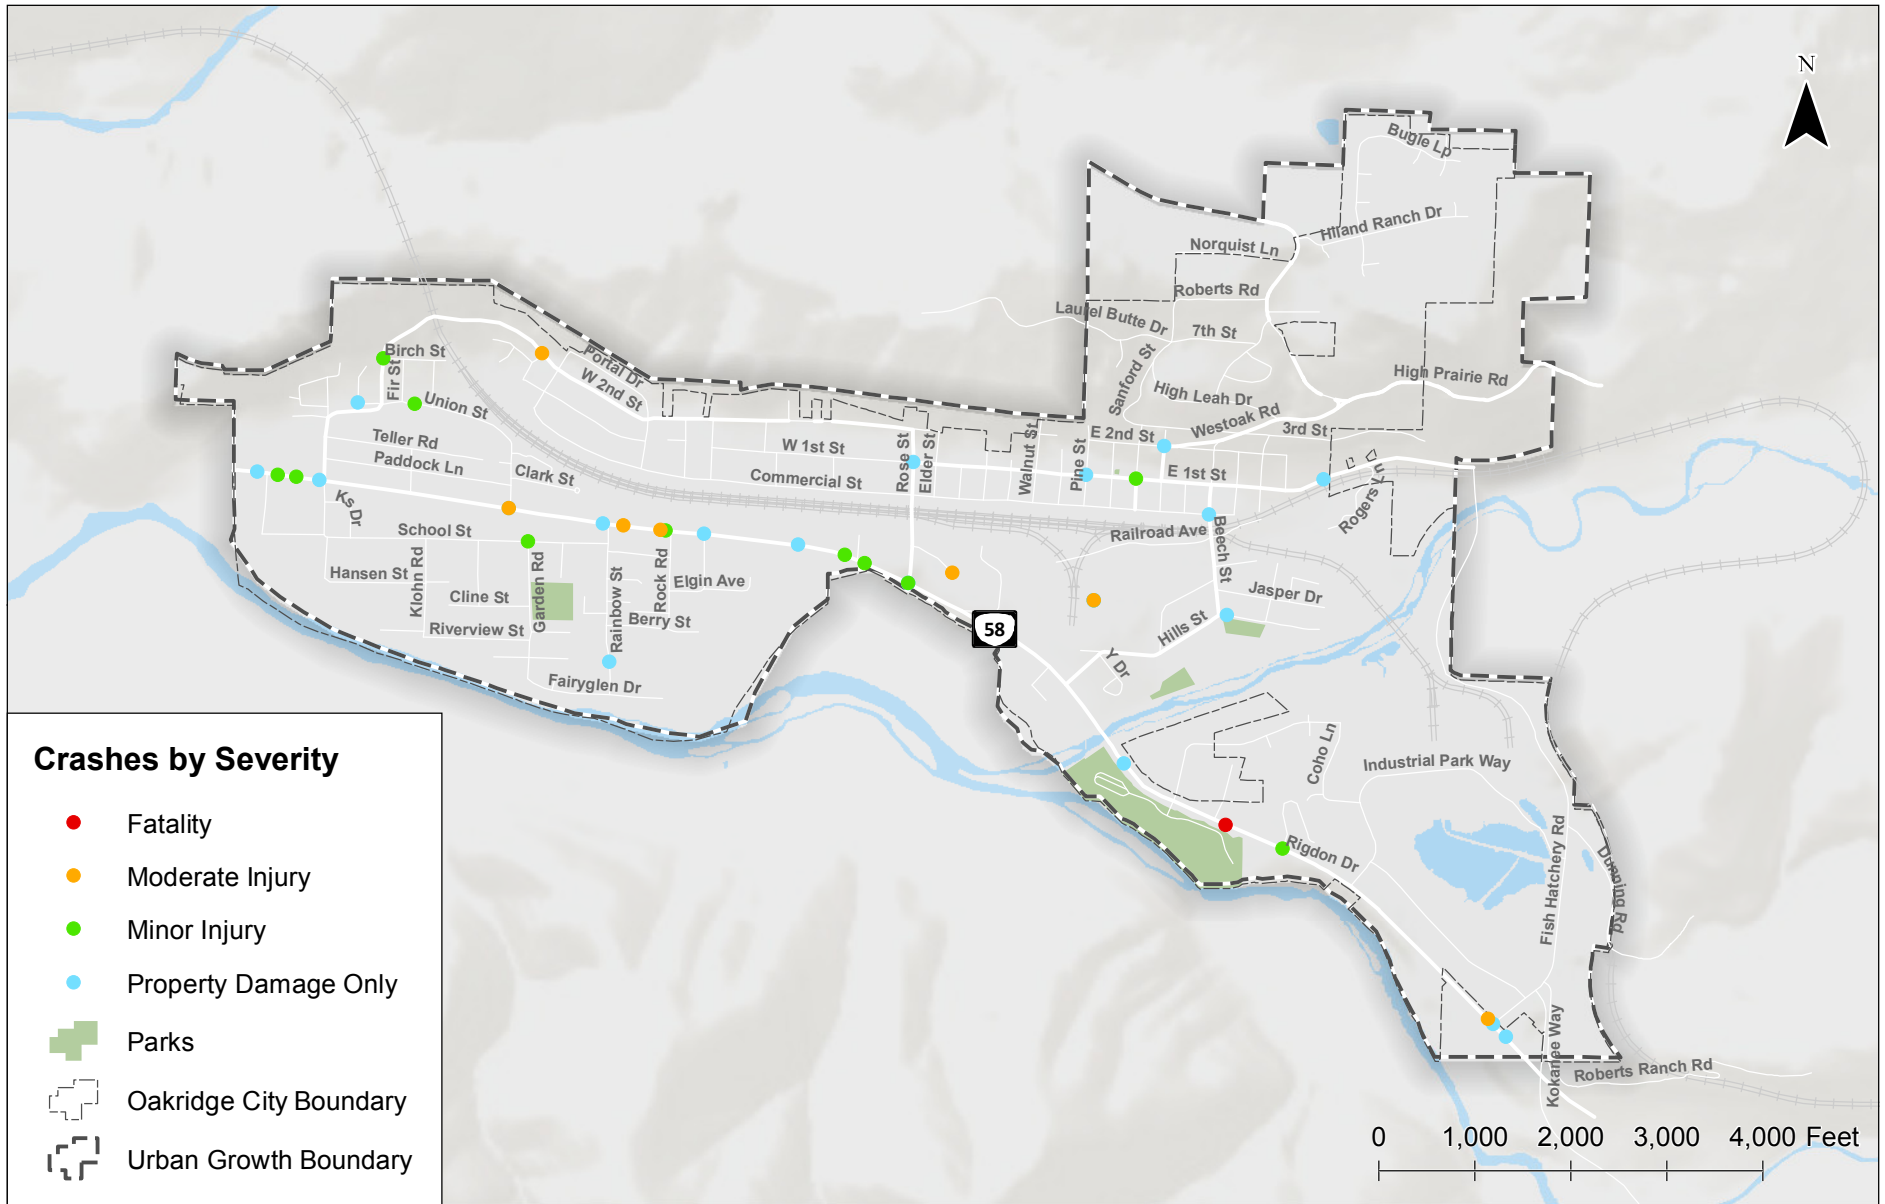 N
Bugle Lp
Hiland Ranch Dr
Norquist Ln
Roberts Rd
Laurel Butte Dr
7th St
Sanford St
High Leah Dr
High Prairie Rd
Westoak Rd
3rd St
E 2nd St
E 1st St
Birch St
Fir St
Union St
Portal Dr
W 2nd St
Teller Rd
Paddock Ln
Clark St
W 1st St
Commercial St
Rose St
Elder St
Walnut St
Pine St
Rogers Ln
Ks Dr
School St
Railroad Ave
Beech St
Hansen St
Klohn Rd
Cline St
Garden Rd
Rainbow St
Rock Rd
Elgin Ave
Berry St
Riverview St
Fairyglen Dr
Jasper Dr
Hills St
Y Dr
58
Coho Ln
Industrial Park Way
Rigdon Dr
Fish Hatchery Rd
Dunning Rd
Kokanee Way
Roberts Ranch Rd
Crashes by Severity
Fatality
Moderate Injury
Minor Injury
Property Damage Only
Parks
Oakridge City Boundary
Urban Growth Boundary
0 1,000 2,000 3,000 4,000 Feet